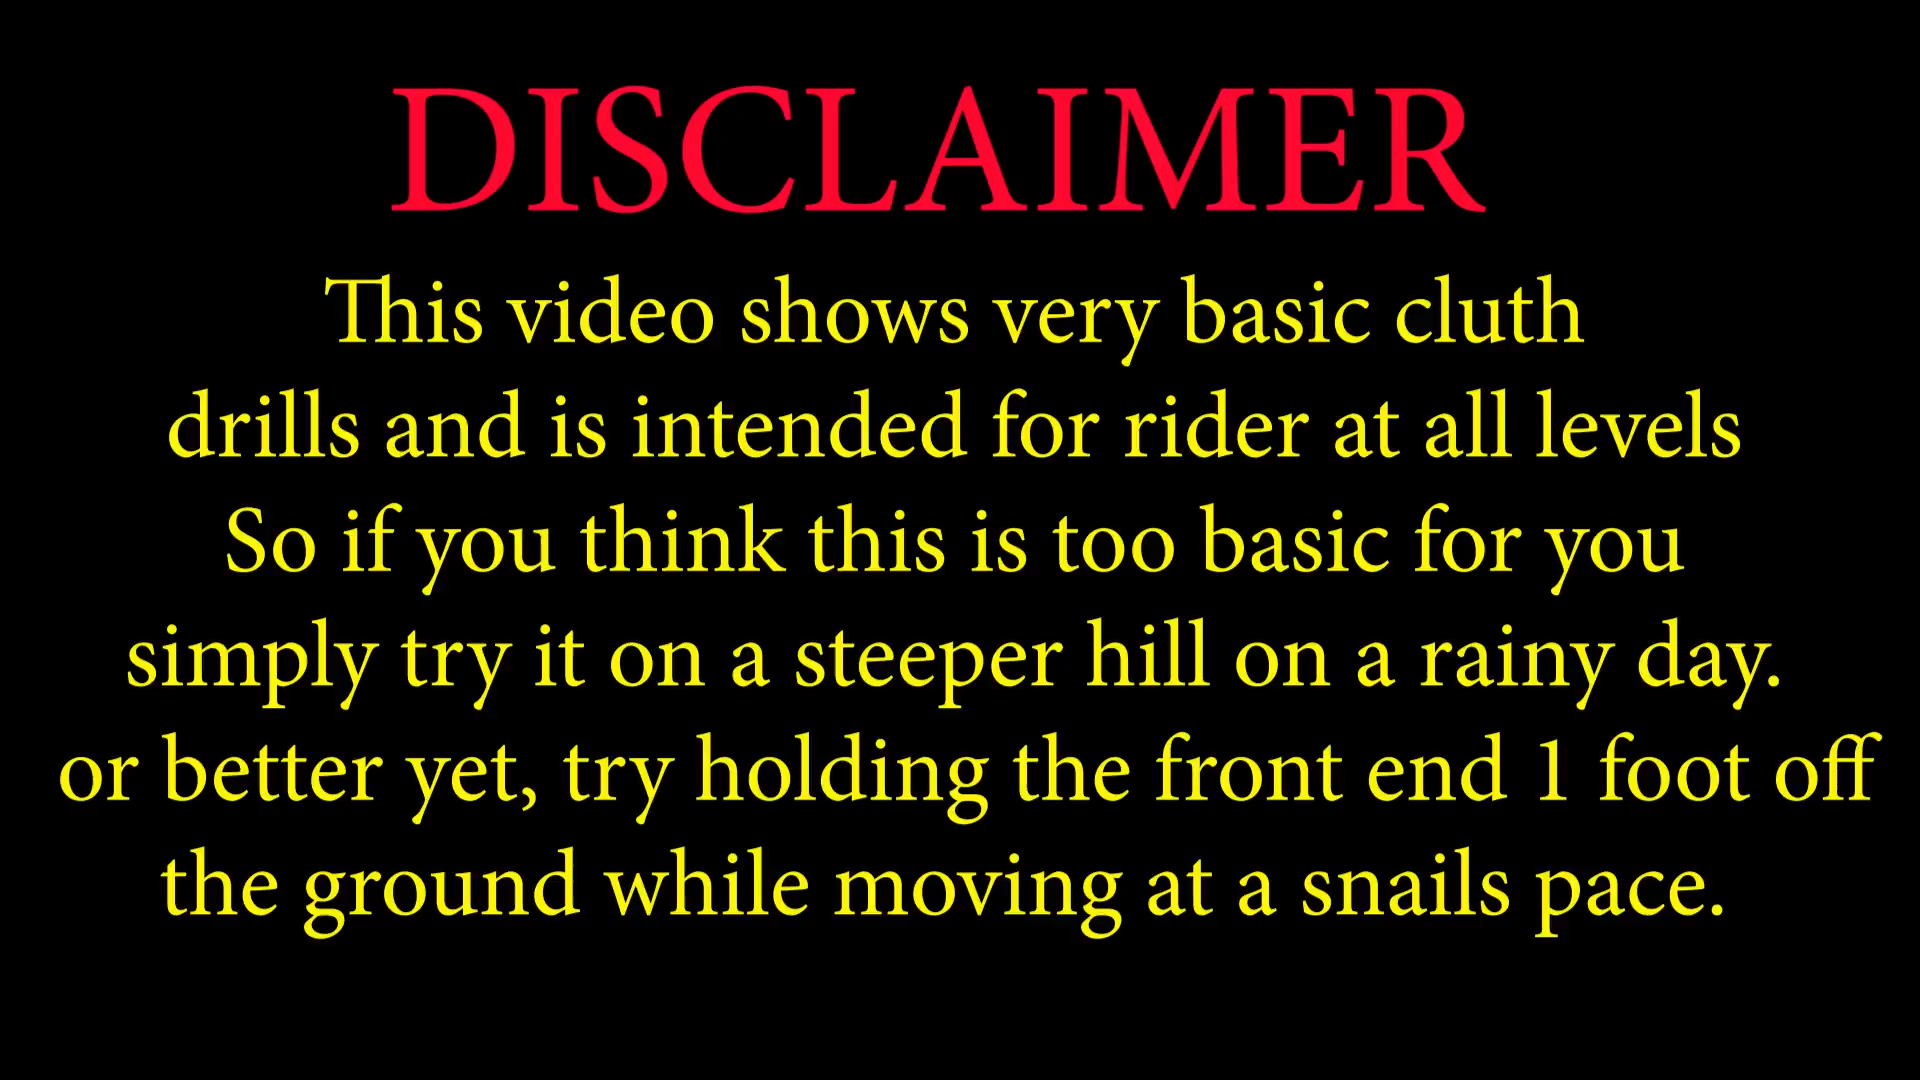 DISCLAIMER
This video shows very basic cluth
drills and is intended for rider at all levels
So if you think this is too basic for you
simply try it on a steeper hill on a rainy day.
or better yet, try holding the front end 1 foot off
the ground while moving at a snails pace.